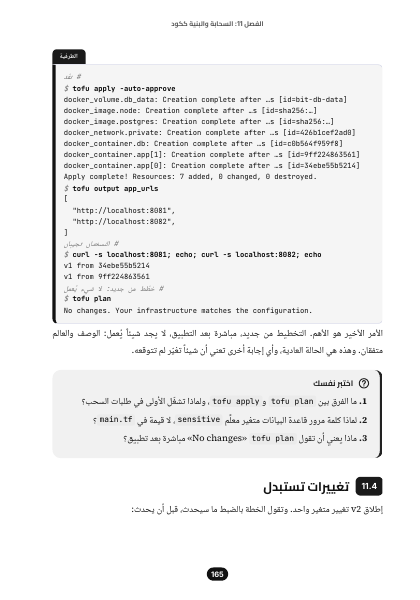 الفصل 11: السحابة والبنية ككود
الطرفية
# نفذ
$ tofu apply -auto-approve
docker_volume.db_data: Creation complete after …s [id=bit-db-data]
docker_image.node: Creation complete after …s [id=sha256:…]
docker_image.postgres: Creation complete after …s [id=sha256:…]
docker_network.private: Creation complete after …s [id=426b1cef2ad0]
docker_container.db: Creation complete after …s [id=c0b564f959f8]
docker_container.app[1]: Creation complete after …s [id=9ff224863561]
docker_container.app[0]: Creation complete after …s [id=34ebe55b5214]
Apply complete! Resources: 7 added, 0 changed, 0 destroyed.
$ tofu output app_urls
[
"http://localhost:8081",
"http://localhost:8082",
]
# النسختان تجيبان
$ curl -s localhost:8081; echo; curl -s localhost:8082; echo
v1 from 34ebe55b5214
v1 from 9ff224863561
# خطّط من جديد: لا شيء يُعمل
$ tofu plan
No changes. Your infrastructure matches the configuration.
الأمر الأخير هو الأهم. التخطيط من جديد، مباشرة بعد التطبيق، لا يجد شيئًا يُعمل: الوصف والعالم
متفقان. وهذه هي الحالة العادية، وأي إجابة أخرى تعني أن شيئًا تغيّر لم تتوقعه.
اختبر نفسك
1. ما الفرق بين tofu plan و tofu apply، ولماذا تشغّل الأولى في طلبات السحب؟
2. لماذا كلمة مرور قاعدة البيانات متغير معلّم sensitive، لا قيمة في main.tf؟
3. ماذا يعني أن تقول tofu plan «No changes» مباشرة بعد تطبيق؟
11.4 تغييرات تستبدل
إطلاق v2 تغيير متغير واحد. وتقول الخطة بالضبط ما سيحدث، قبل أن يحدث:
165